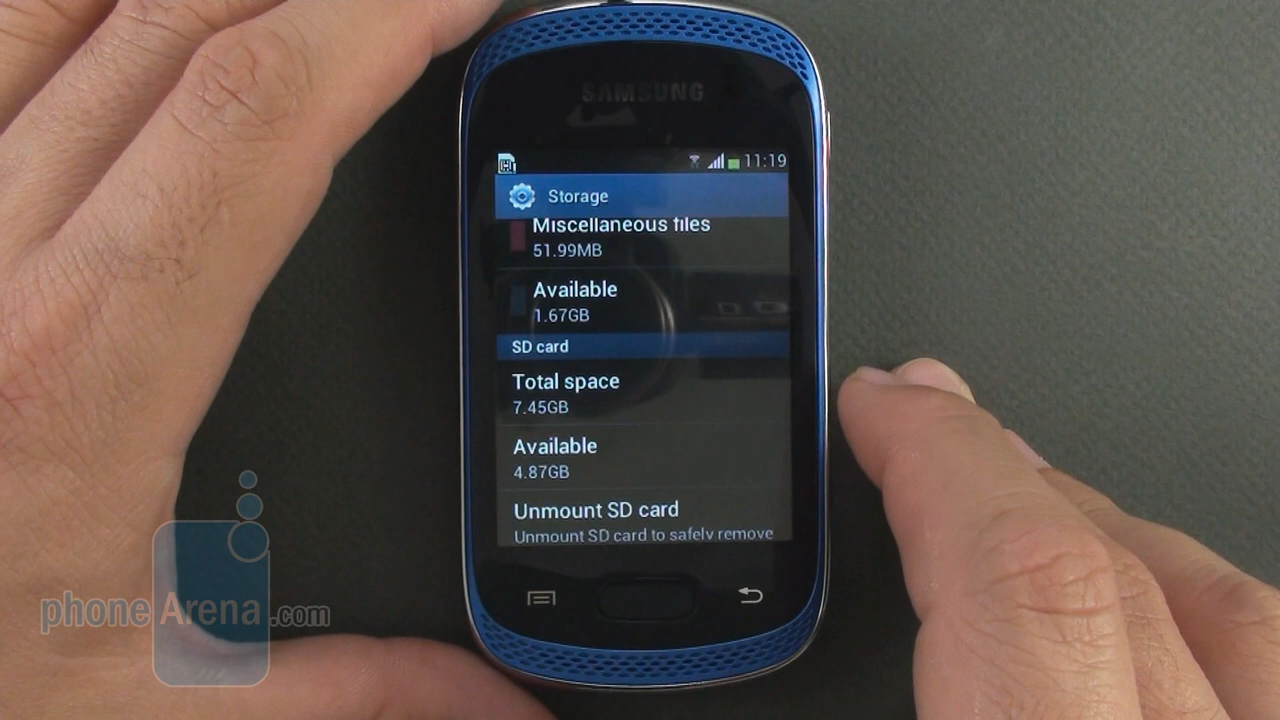 SAMSUNG
11:19
Storage
Miscellaneous files
51.99MB
Available
1.67GB
SD card
Total space
7.45GB
Available
4.87GB
Unmount SD card
Unmount SD card to safely remove
phoneArena.com